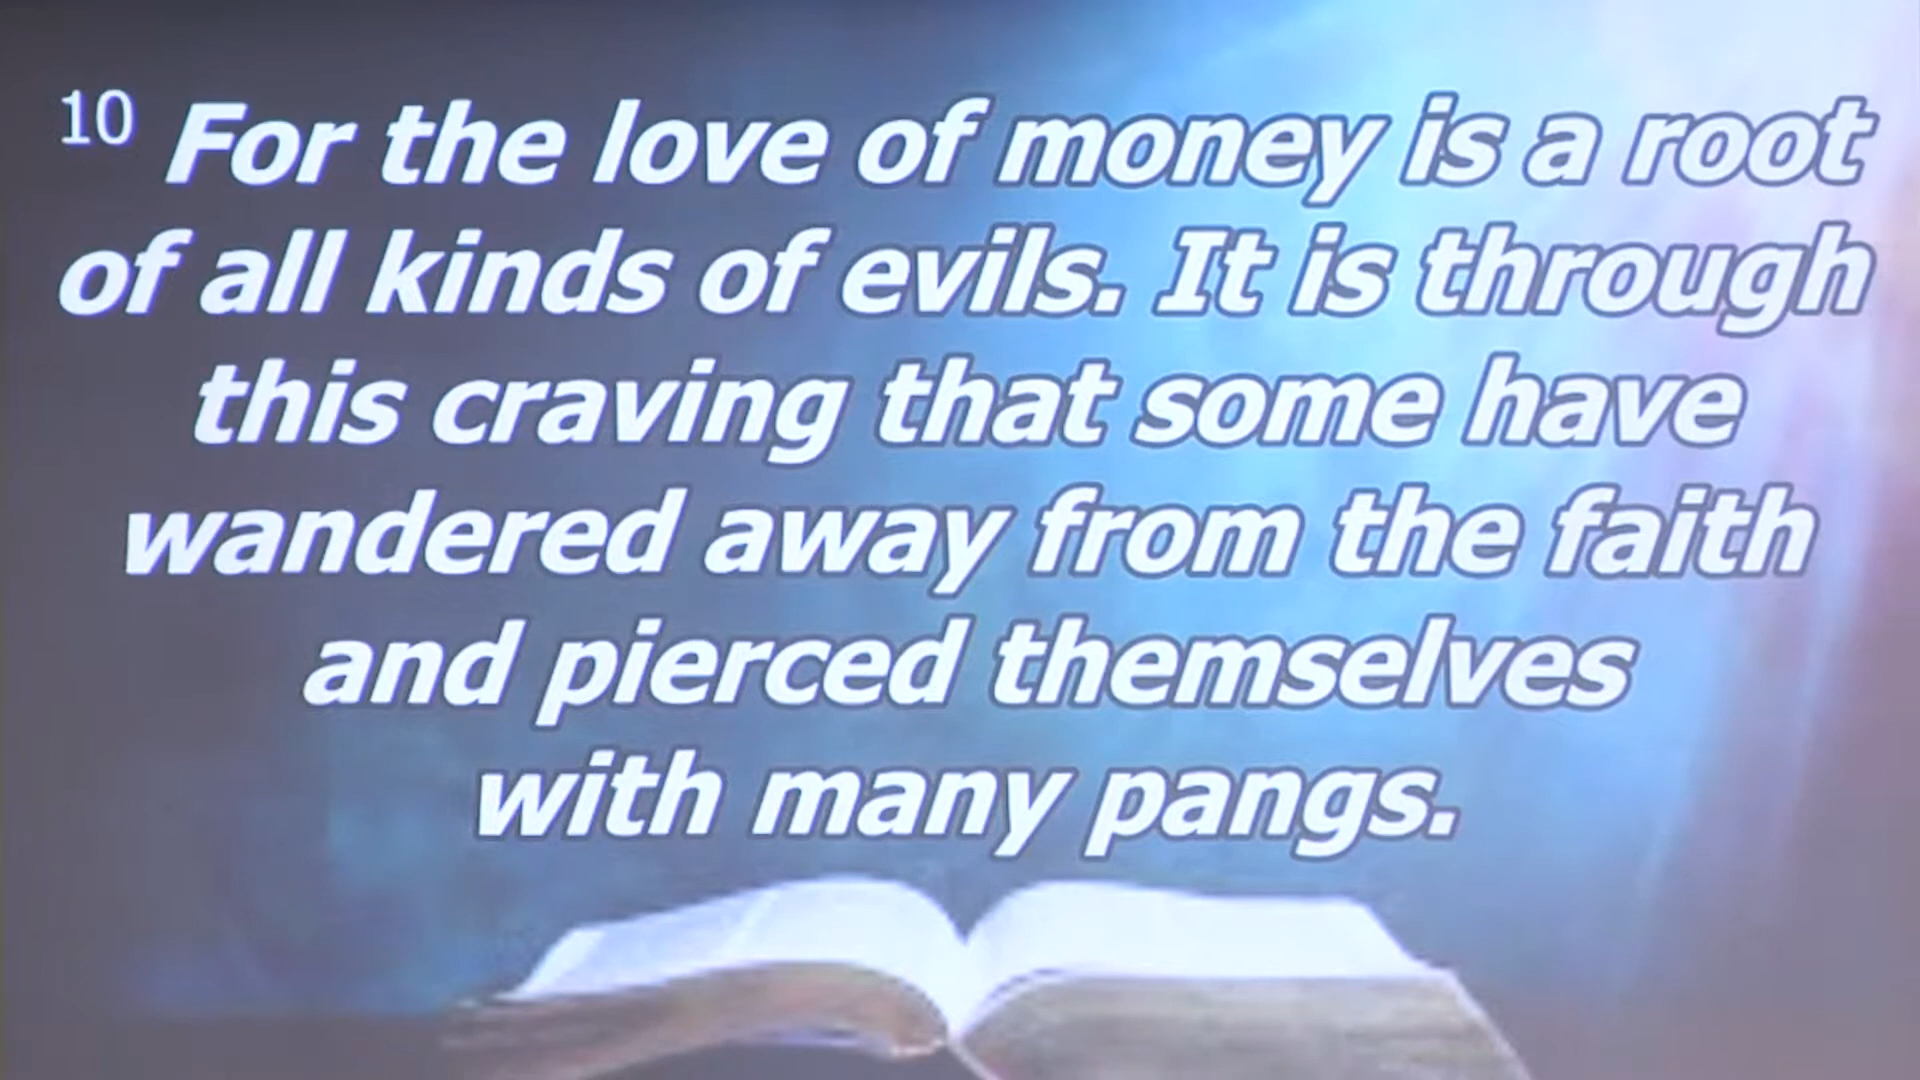 10 For the love of money is a root
of all kinds of evils. It is through
this craving that some have
wandered away from the faith
and pierced themselves
with many pangs.